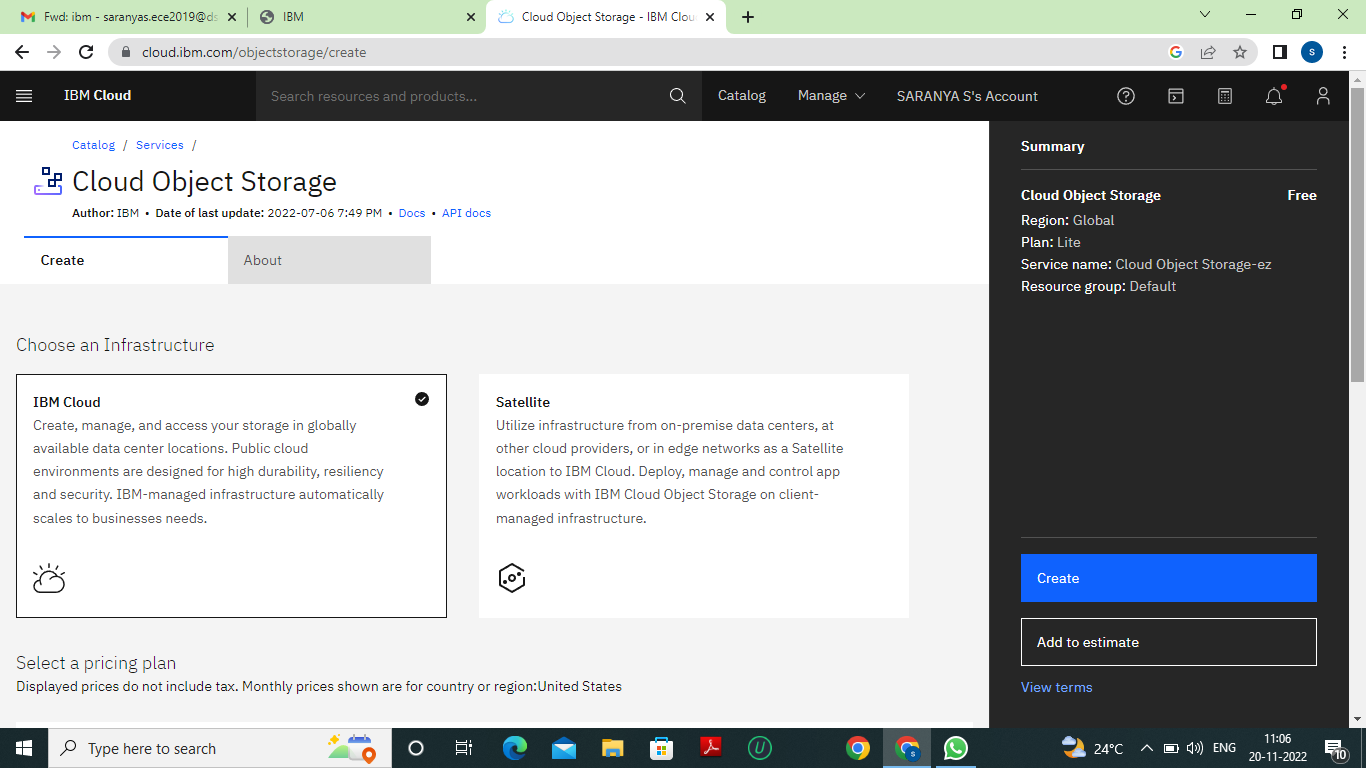 Fwd: ibm - saranyas.ece2019@ds
IBM
Cloud Object Storage - IBM Clou
cloud.ibm.com/objectstorage/create
s
IBM Cloud
Search resources and products...
Catalog
Manage
SARANYA S's Account
Catalog / Services /
Cloud Object Storage
Author: IBM • Date of last update: 2022-07-06 7:49 PM • Docs • API docs
Create
About
Choose an Infrastructure
IBM Cloud
Create, manage, and access your storage in globally
available data center locations. Public cloud
environments are designed for high durability, resiliency
and security. IBM-managed infrastructure automatically
scales to businesses needs.
Satellite
Utilize infrastructure from on-premise data centers, at
other cloud providers, or in edge networks as a Satellite
location to IBM Cloud. Deploy, manage and control app
workloads with IBM Cloud Object Storage on client-
managed infrastructure.
Select a pricing plan
Displayed prices do not include tax. Monthly prices shown are for country or region:United States
Summary
Cloud Object Storage Free
Region: Global
Plan: Lite
Service name: Cloud Object Storage-ez
Resource group: Default
Create
Add to estimate
View terms
Type here to search
24°C
ENG
11:06
20-11-2022
10